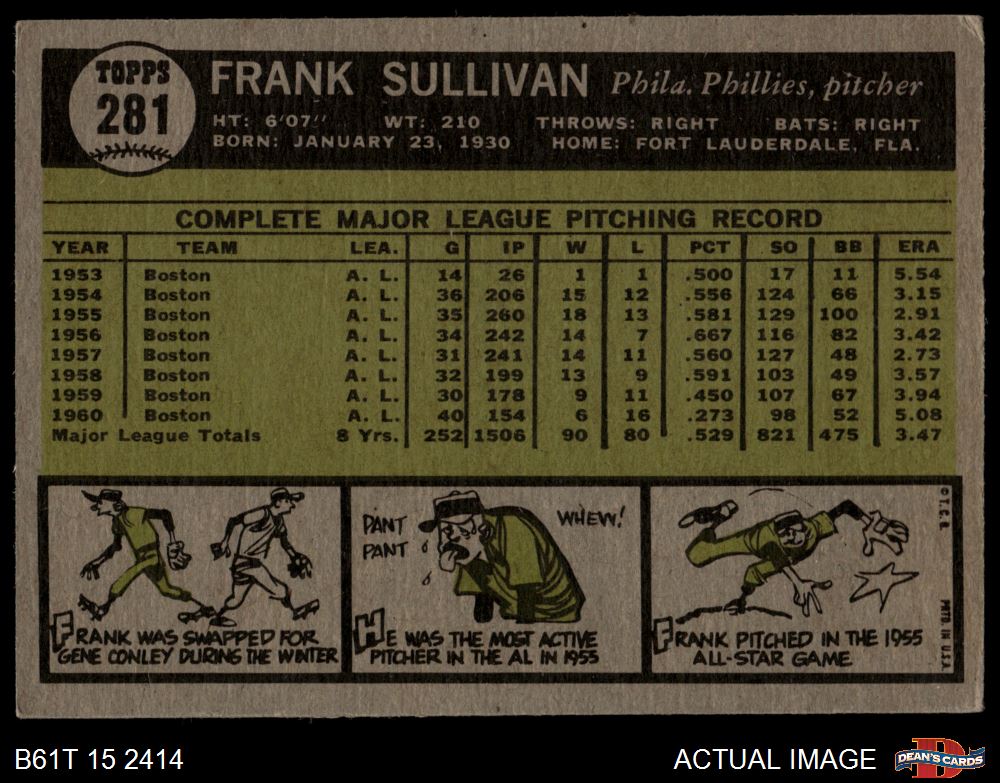 TOPPS
281
FRANK SULLIVAN Phila. Phillies, pitcher
HT: 6'07" WT: 210 THROWS: RIGHT BATS: RIGHT
BORN: JANUARY 23, 1930 HOME: FORT LAUDERDALE, FLA.
COMPLETE MAJOR LEAGUE PITCHING RECORD
YEAR TEAM LEA. G IP W L PCT SO BB ERA
1953 Boston A. L. 14 26 1 1 .500 17 11 5.54
1954 Boston A. L. 36 206 15 12 .556 124 66 3.15
1955 Boston A. L. 35 260 18 13 .581 129 100 2.91
1956 Boston A. L. 34 242 14 7 .667 116 82 3.42
1957 Boston A. L. 31 241 14 11 .560 127 48 2.73
1958 Boston A. L. 32 199 13 9 .591 103 49 3.57
1959 Boston A. L. 30 178 9 11 .450 107 67 3.94
1960 Boston A. L. 40 154 6 16 .273 98 52 5.08
Major League Totals 8 Yrs. 252 1506 90 80 .529 821 475 3.47
FRANK WAS SWAPPED FOR
GENE CONLEY DURING THE WINTER
PANT
PANT
WHEW!
HE WAS THE MOST ACTIVE
PITCHER IN THE AL IN 1955
FRANK PITCHED IN THE 1955
ALL-STAR GAME
© T. C. G.
PRTD. IN U.S.A.
B61T 15 2414
ACTUAL IMAGE
D
DEAN'S CARDS